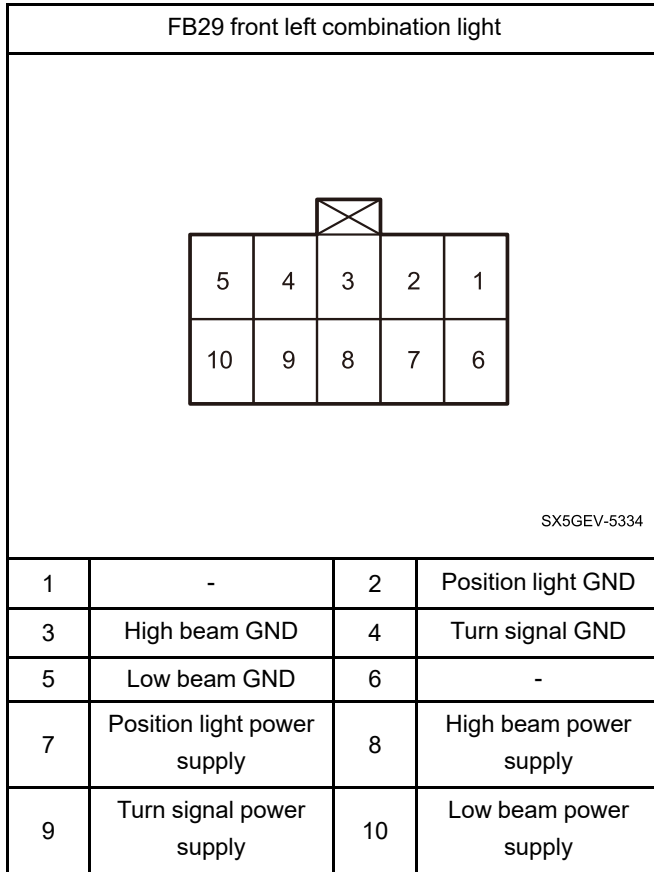 FB29 front left combination light
5 4 3 2 1
10 9 8 7 6
SX5GEV-5334
1 - 2 Position light GND
3 High beam GND 4 Turn signal GND
5 Low beam GND 6 -
7 Position light power
supply 8 High beam power
supply
9 Turn signal power
supply 10 Low beam power
supply